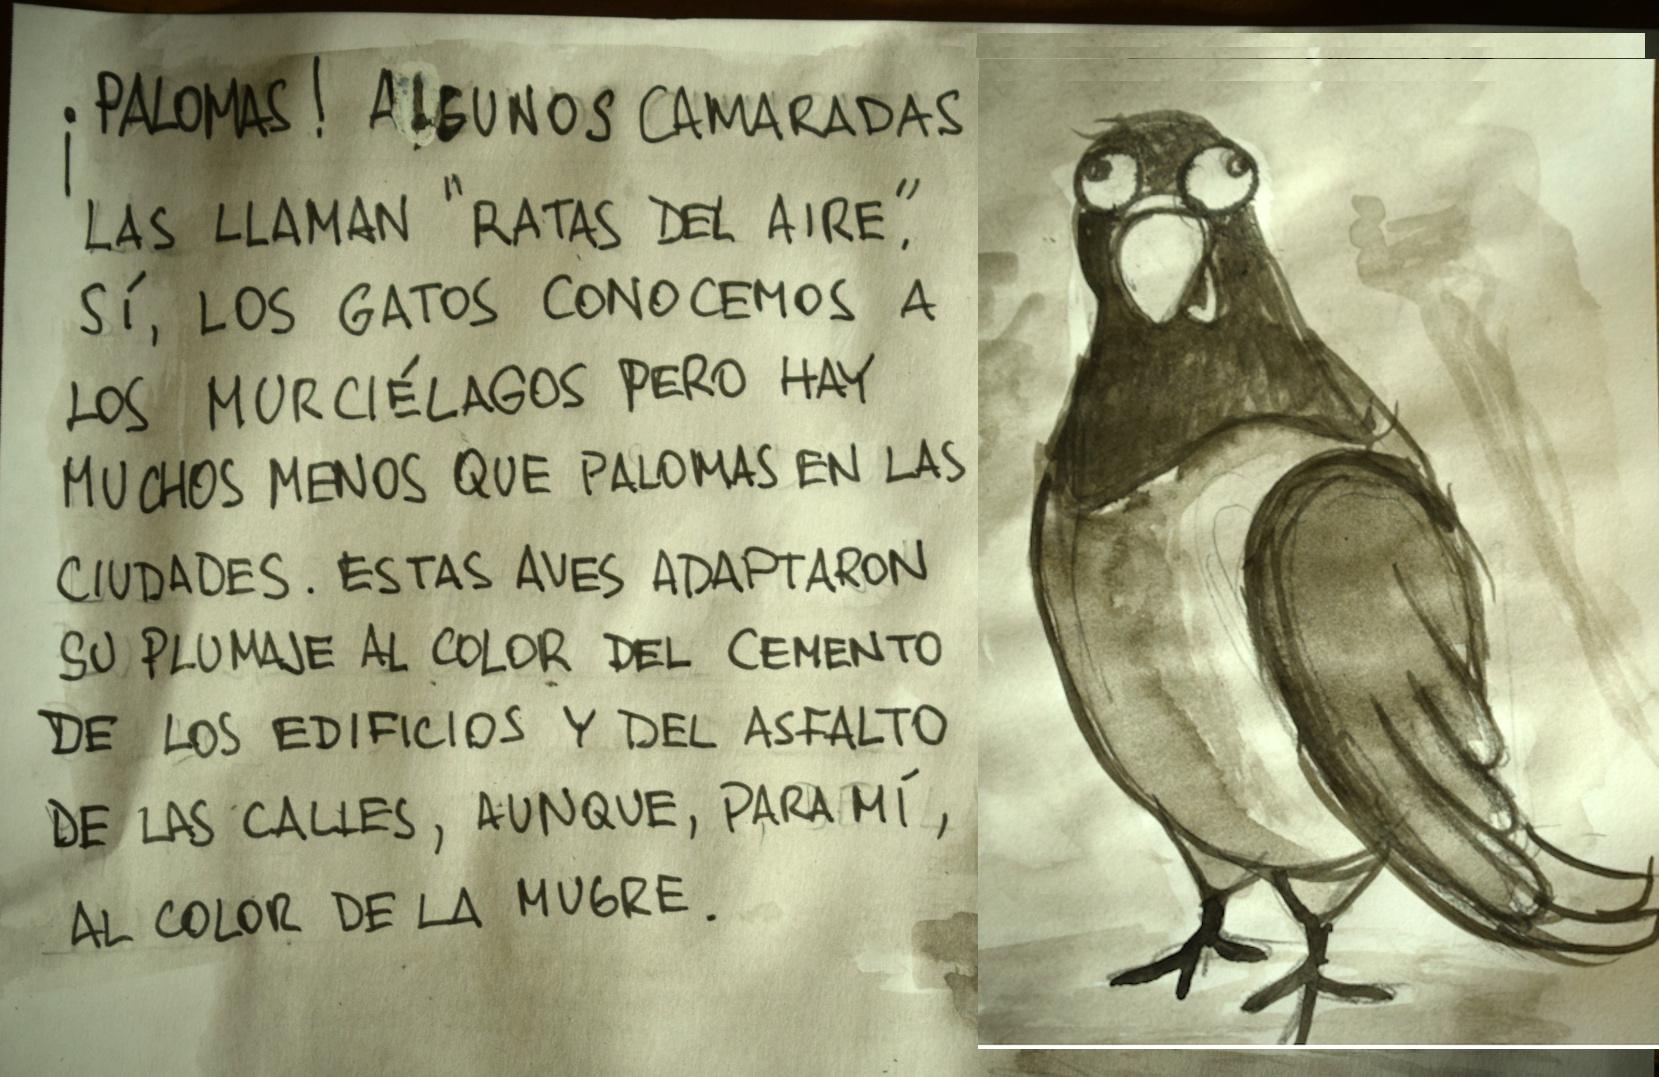 ¡PALOMAS! ALGUNOS CAMARADAS
LAS LLAMAN "RATAS DEL AIRE",
SÍ, LOS GATOS CONOCEMOS A
LOS MURCIÉLAGOS PERO HAY
MUCHOS MENOS QUE PALOMAS EN LAS
CIUDADES. ESTAS AVES ADAPTARON
SU PLUMAJE AL COLOR DEL CEMENTO
DE LOS EDIFICIOS Y DEL ASFALTO
DE LAS CALLES, AUNQUE, PARA MÍ,
AL COLOR DE LA MUGRE.